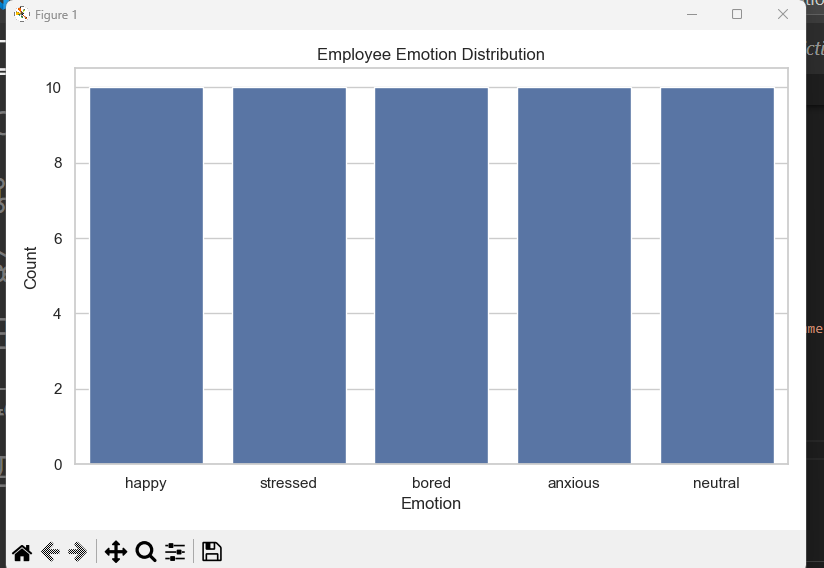 Figure 1
Employee Emotion Distribution
10
8
6
4
2
0
Count
happy stressed bored anxious neutral
Emotion